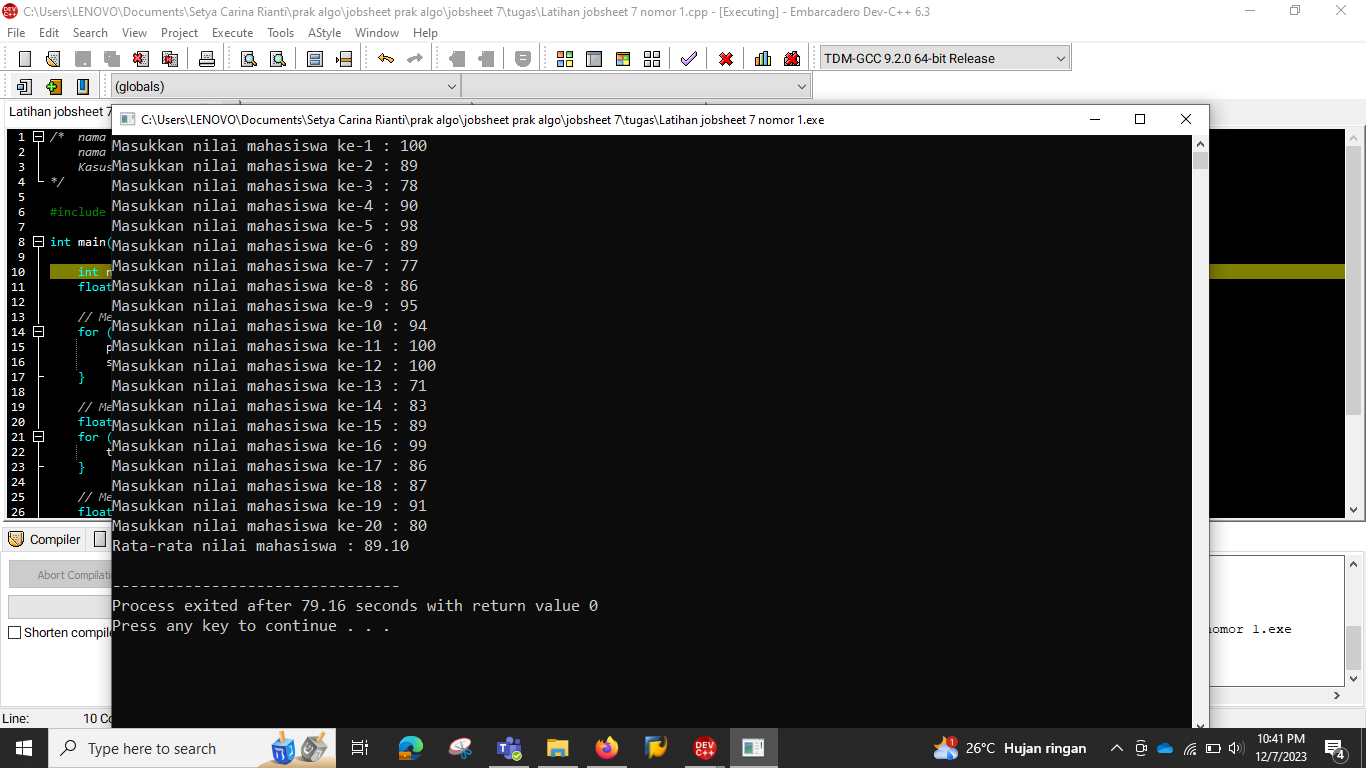 C:\Users\LENOVO\Documents\Setya Carina Rianti\prak algo\jobsheet prak algo\jobsheet 7\tugas\Latihan jobsheet 7 nomor 1.cpp - [Executing] - Embarcadero Dev-C++ 6.3
File Edit Search View Project Execute Tools AStyle Window Help
TDM-GCC 9.2.0 64-bit Release
(globals)
Latihan jobsheet 7
C:\Users\LENOVO\Documents\Setya Carina Rianti\prak algo\jobsheet prak algo\jobsheet 7\tugas\Latihan jobsheet 7 nomor 1.exe
1 /* nama
2 nama
3 Kasus
4 */
5
6 #include
7
8 int main(
9
10 int n
11 float
12
13 // Me
14 for (
15 p
16 s
17 }
18
19 // Me
20 float
21 for (
22 t
23 }
24
25 // Me
26 float
Masukkan nilai mahasiswa ke-1 : 100
Masukkan nilai mahasiswa ke-2 : 89
Masukkan nilai mahasiswa ke-3 : 78
Masukkan nilai mahasiswa ke-4 : 90
Masukkan nilai mahasiswa ke-5 : 98
Masukkan nilai mahasiswa ke-6 : 89
Masukkan nilai mahasiswa ke-7 : 77
Masukkan nilai mahasiswa ke-8 : 86
Masukkan nilai mahasiswa ke-9 : 95
Masukkan nilai mahasiswa ke-10 : 94
Masukkan nilai mahasiswa ke-11 : 100
Masukkan nilai mahasiswa ke-12 : 100
Masukkan nilai mahasiswa ke-13 : 71
Masukkan nilai mahasiswa ke-14 : 83
Masukkan nilai mahasiswa ke-15 : 89
Masukkan nilai mahasiswa ke-16 : 99
Masukkan nilai mahasiswa ke-17 : 86
Masukkan nilai mahasiswa ke-18 : 87
Masukkan nilai mahasiswa ke-19 : 91
Masukkan nilai mahasiswa ke-20 : 80
Rata-rata nilai mahasiswa : 89.10
--------------------------------
Process exited after 79.16 seconds with return value 0
Press any key to continue . . .
Compiler
Abort Compilati
Shorten compile
nomor 1.exe
Line: 10 Co
Type here to search
DEV C++
1
26°C Hujan ringan
10:41 PM
12/7/2023
4